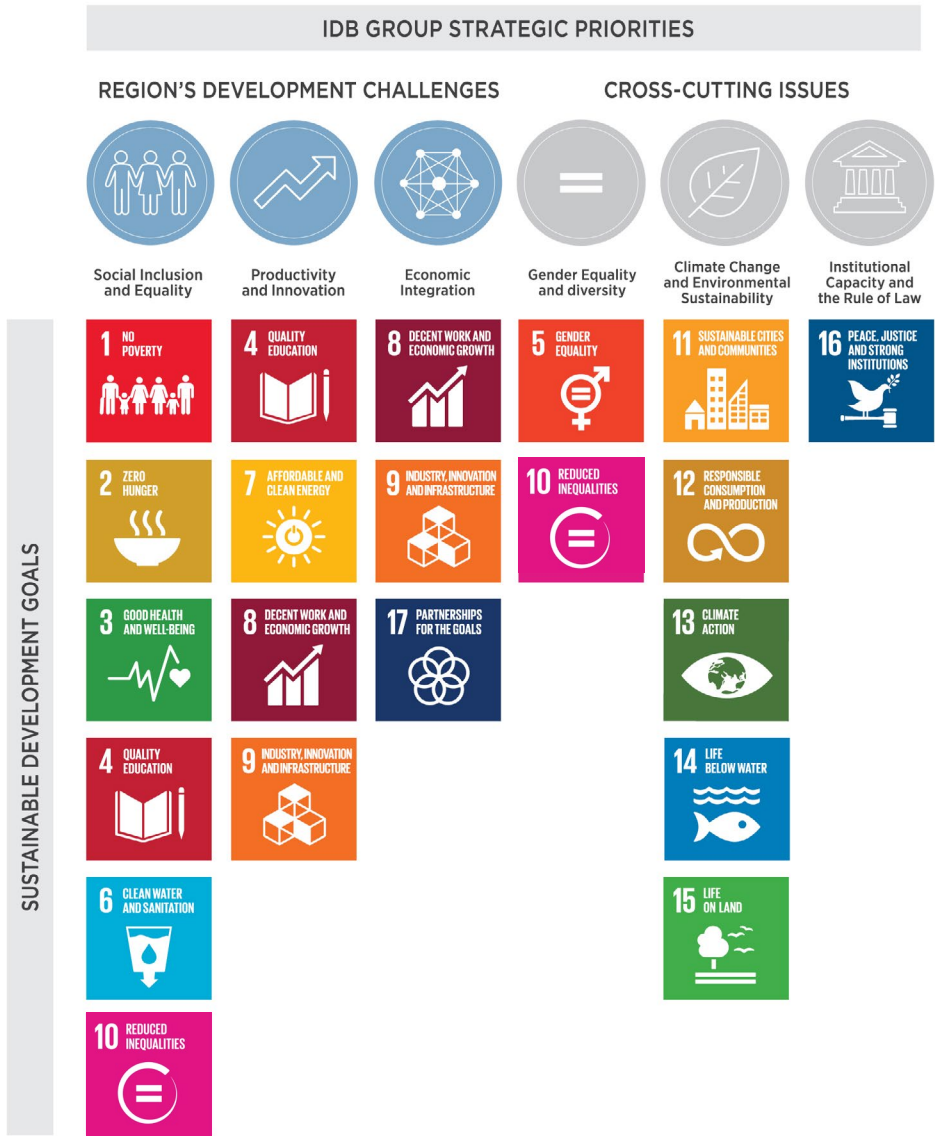 IDB GROUP STRATEGIC PRIORITIES
REGION'S DEVELOPMENT CHALLENGES
CROSS-CUTTING ISSUES
Social Inclusion
and Equality
Productivity
and Innovation
Economic
Integration
Gender Equality
and diversity
Climate Change
and Environmental
Sustainability
Institutional
Capacity and
the Rule of Law
SUSTAINABLE DEVELOPMENT GOALS
1 NO
POVERTY
4 QUALITY
EDUCATION
8 DECENT WORK AND
ECONOMIC GROWTH
5 GENDER
EQUALITY
11 SUSTAINABLE CITIES
AND COMMUNITIES
16 PEACE, JUSTICE
AND STRONG
INSTITUTIONS
2 ZERO
HUNGER
7 AFFORDABLE AND
CLEAN ENERGY
9 INDUSTRY, INNOVATION
AND INFRASTRUCTURE
10 REDUCED
INEQUALITIES
12 RESPONSIBLE
CONSUMPTION
AND PRODUCTION
3 GOOD HEALTH
AND WELL-BEING
8 DECENT WORK AND
ECONOMIC GROWTH
17 PARTNERSHIPS
FOR THE GOALS
13 CLIMATE
ACTION
4 QUALITY
EDUCATION
9 INDUSTRY, INNOVATION
AND INFRASTRUCTURE
14 LIFE
BELOW WATER
6 CLEAN WATER
AND SANITATION
15 LIFE
ON LAND
10 REDUCED
INEQUALITIES